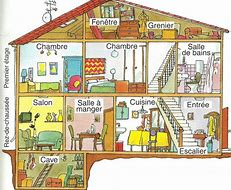 Fenêtre
Grenier
Chambre
Chambre
Salle
de bains
Premier étage
Salon
Salle à
manger
Cuisine
Entrée
Rez-de-chaussée
Escalier
Cave